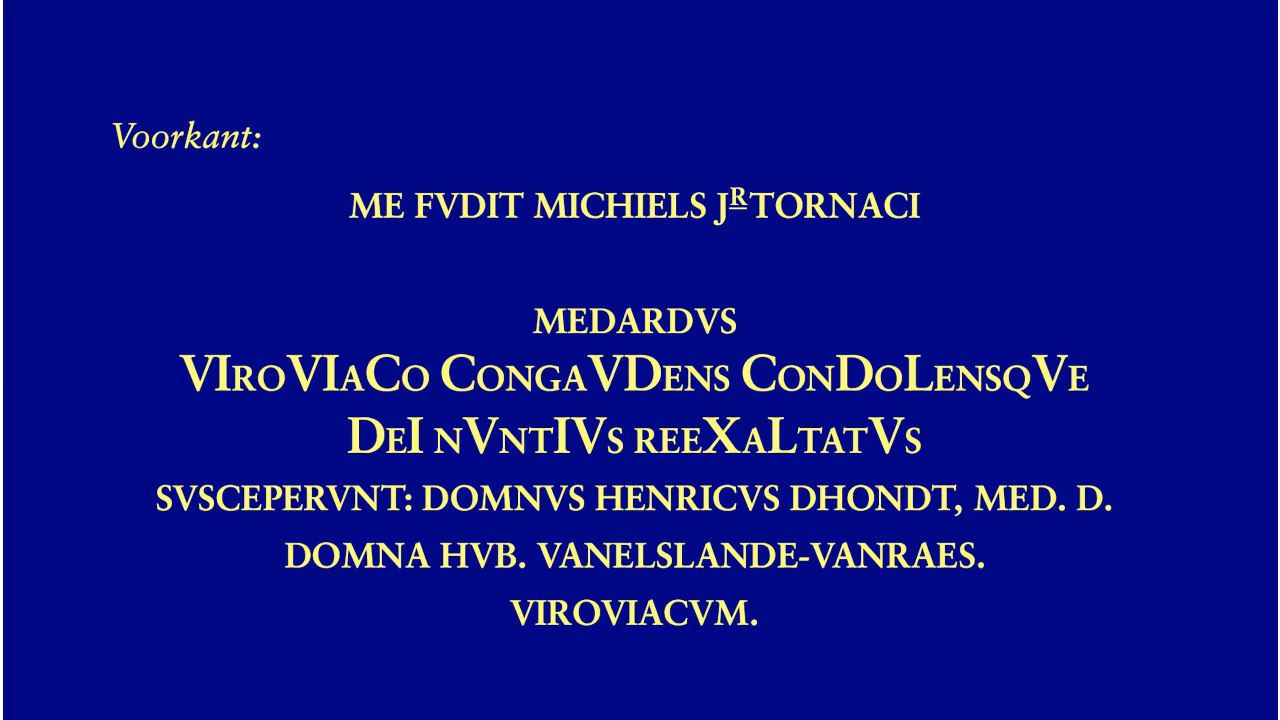 Voorkant:
ME FVDIT MICHIELS JR TORNACI
MEDARDVS
VIROVIACO CONGAVDENS CONDOLENSQVE
DEI NVNTIVS REEXALTATVS
SVSCEPERVNT: DOMNVS HENRICVS DHONDT, MED. D.
DOMNA HVB. VANELSLANDE-VANRAES.
VIROVIACVM.